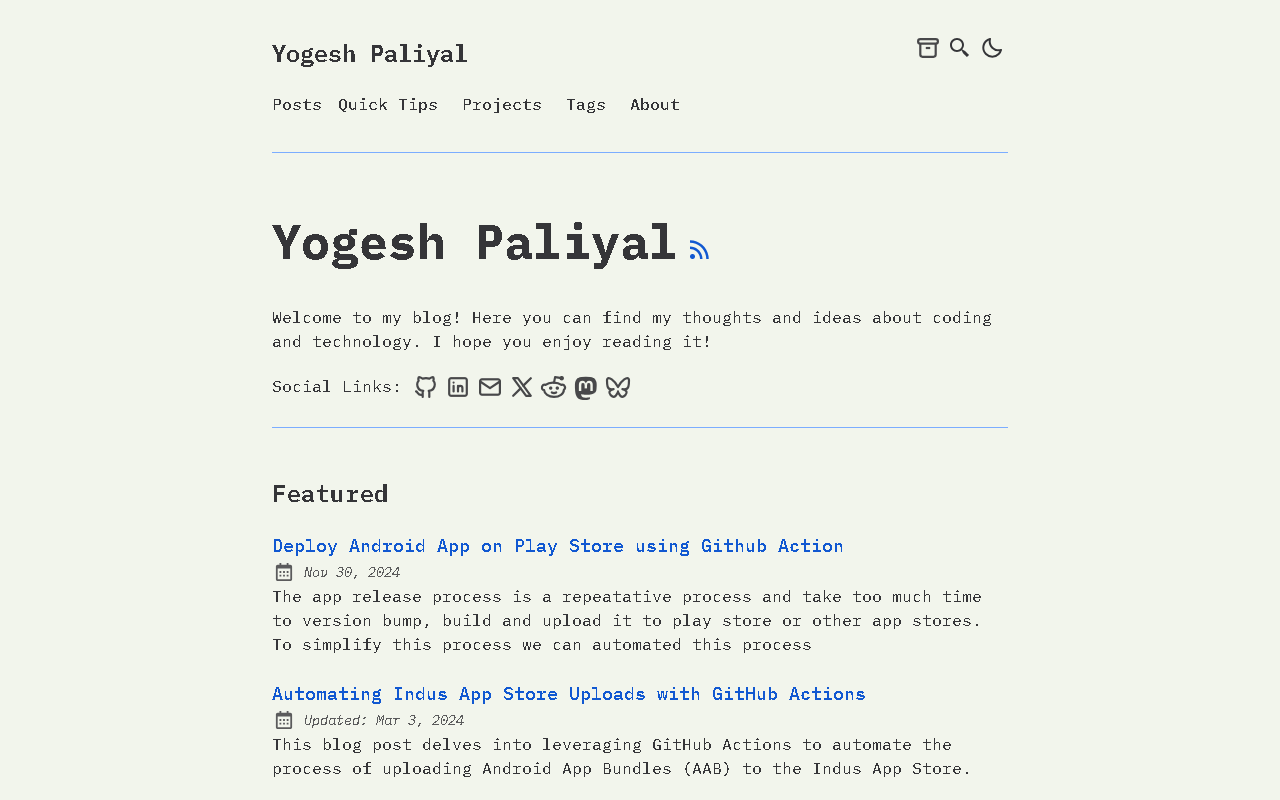 Yogesh Paliyal
Posts Quick Tips Projects Tags About
Yogesh Paliyal
Welcome to my blog! Here you can find my thoughts and ideas about coding
and technology. I hope you enjoy reading it!
Social Links:
Featured
Deploy Android App on Play Store using Github Action
Nov 30, 2024
The app release process is a repeatative process and take too much time
to version bump, build and upload it to play store or other app stores.
To simplify this process we can automated this process
Automating Indus App Store Uploads with GitHub Actions
Updated: Mar 3, 2024
This blog post delves into leveraging GitHub Actions to automate the
process of uploading Android App Bundles (AAB) to the Indus App Store.